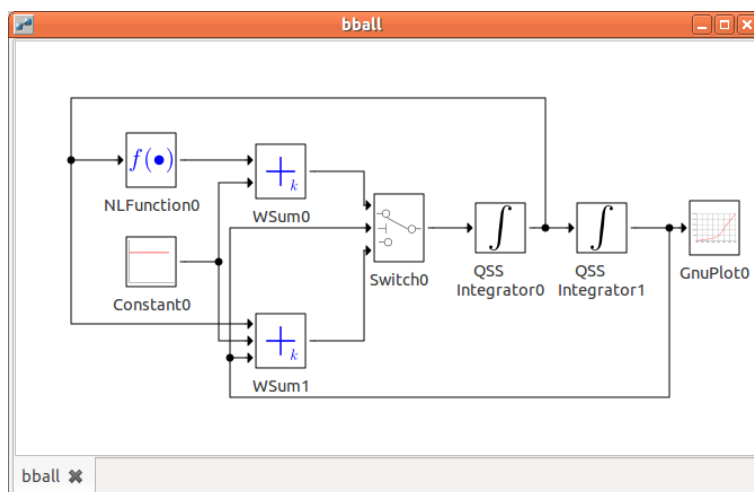 bball
f(●)
NLFunction0
+k
WSum0
Constant0
Switch0
∫
QSS
Integrator0
∫
QSS
Integrator1
GnuPlot0
+k
WSum1
bball